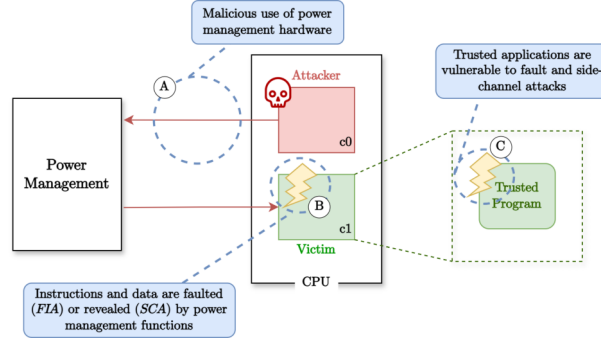 Malicious use of power
management hardware
Trusted applications are
vulnerable to fault and side-
channel attacks
A
Attacker
c0
Power
Management
C
Trusted
Program
B
c1
Victim
CPU
Instructions and data are faulted
(FIA) or revealed (SCA) by power
management functions